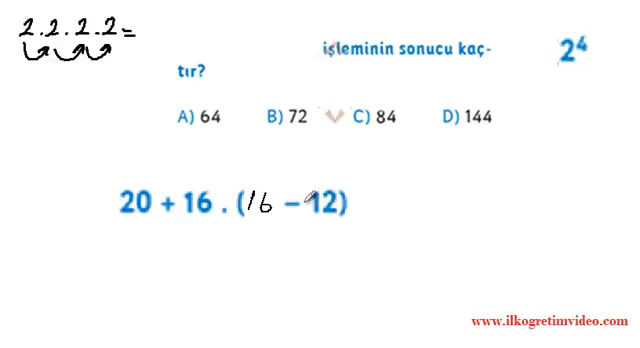 2.2.2.2=
işleminin sonucu kaç- 2⁴
tır?
A) 64 B) 72 C) 84 D) 144
20 + 16 . (16 – 12)
www.ilkogretimvideo.com